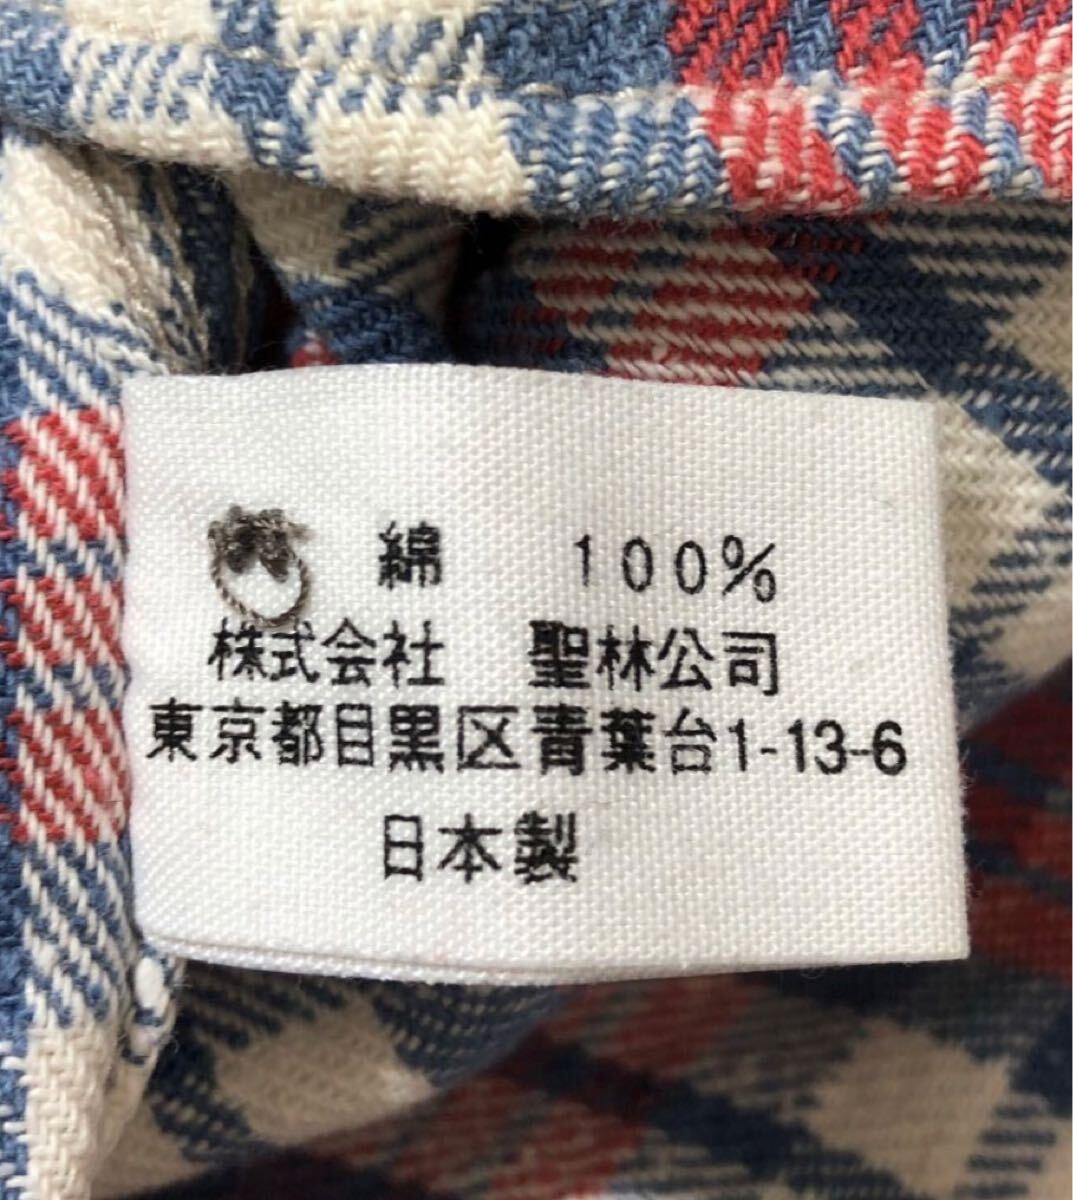 綿　100%
株式会社　聖林公司
東京都目黒区青葉台1-13-6
日本製